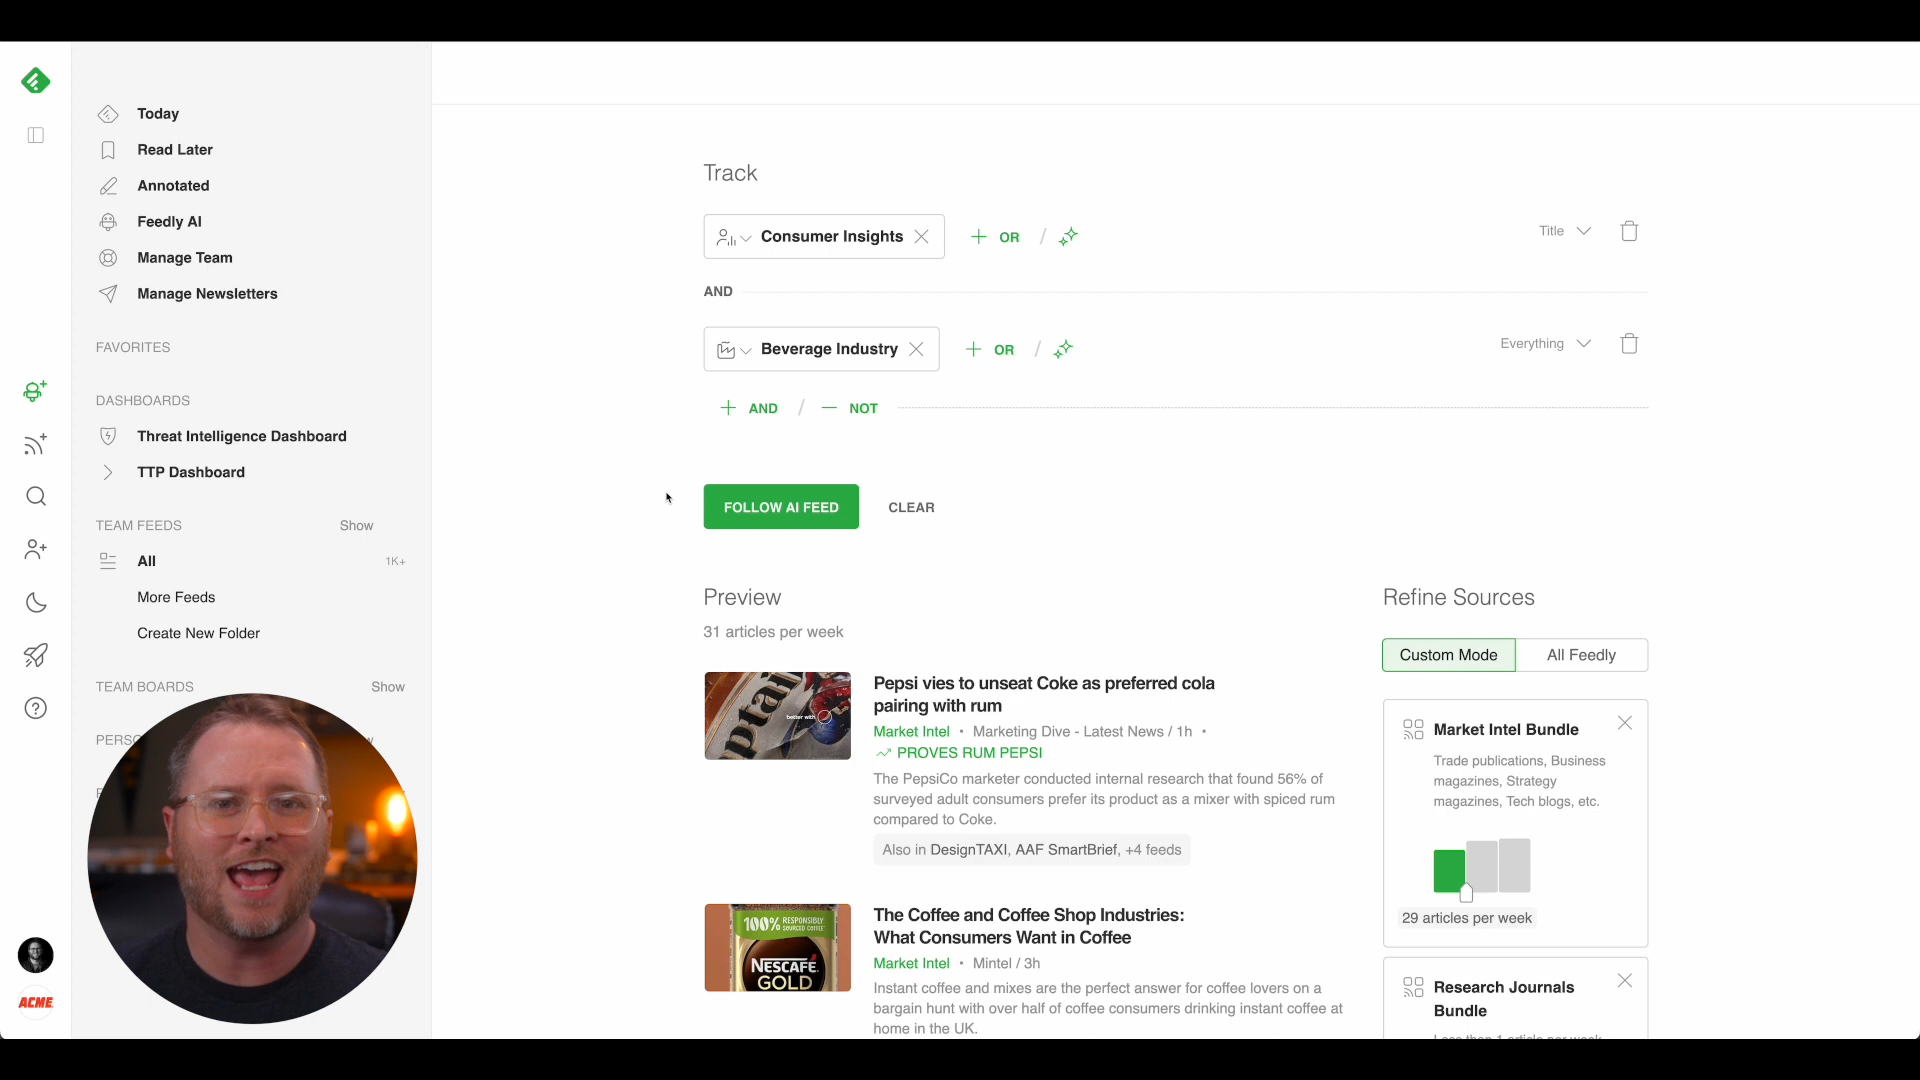 Today
Read Later
Annotated
Feedly AI
Manage Team
Manage Newsletters
FAVORITES
DASHBOARDS
Threat Intelligence Dashboard
TTP Dashboard
TEAM FEEDS Show
All 1K+
More Feeds
Create New Folder
TEAM BOARDS Show
ACME
Track
Consumer Insights OR / Title
AND
Beverage Industry OR / Everything
AND / NOT
FOLLOW AI FEED CLEAR
Preview
31 articles per week
Pepsi vies to unseat Coke as preferred cola
pairing with rum
Market Intel • Marketing Dive - Latest News / 1h •
PROVES RUM PEPSI
The PepsiCo marketer conducted internal research that found 56% of
surveyed adult consumers prefer its product as a mixer with spiced rum
compared to Coke.
Also in DesignTAXI, AAF SmartBrief, +4 feeds
better with
100% RESPONSIBLY
SOURCED COFFEE
NESCAFÉ
GOLD
The Coffee and Coffee Shop Industries:
What Consumers Want in Coffee
Market Intel • Mintel / 3h
Instant coffee and mixes are the perfect answer for coffee lovers on a
bargain hunt with over half of coffee consumers drinking instant coffee at
home in the UK.
Refine Sources
Custom Mode All Feedly
Market Intel Bundle
Trade publications, Business
magazines, Strategy
magazines, Tech blogs, etc.
29 articles per week
Research Journals
Bundle